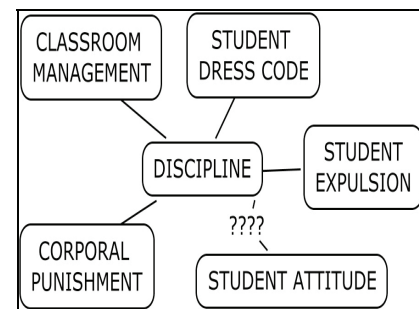 CLASSROOM
MANAGEMENT
STUDENT
DRESS CODE
DISCIPLINE
STUDENT
EXPULSION
????
CORPORAL
PUNISHMENT
STUDENT ATTITUDE